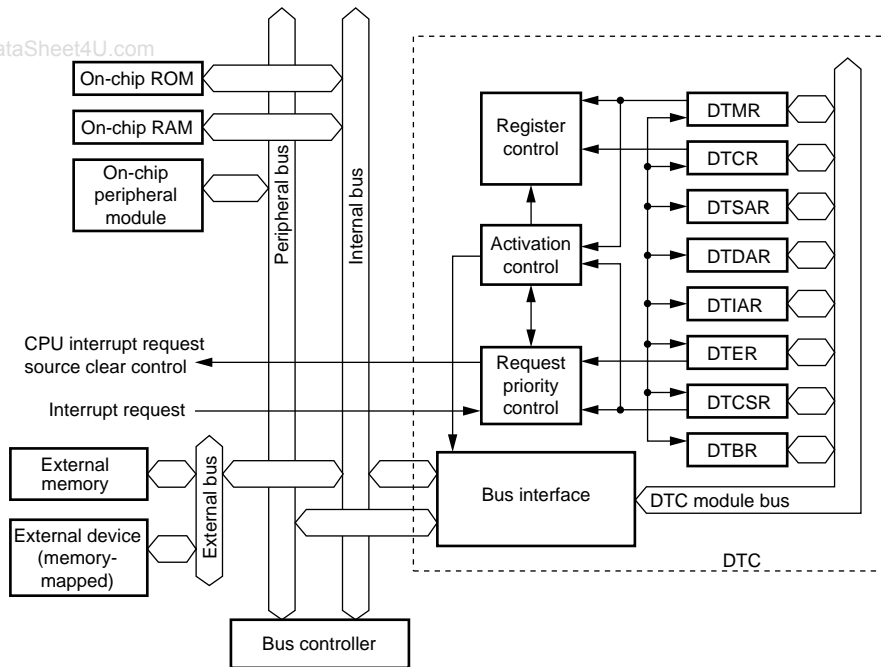 ataSheet4U.com
On-chip ROM
On-chip RAM
On-chip
peripheral
module
Peripheral bus
Internal bus
Register
control
Activation
control
Request
priority
control
DTMR
DTCR
DTSAR
DTDAR
DTIAR
DTER
DTCSR
DTBR
CPU interrupt request
source clear control
Interrupt request
External
memory
External device
(memory-
mapped)
External bus
Bus interface
DTC module bus
DTC
Bus controller